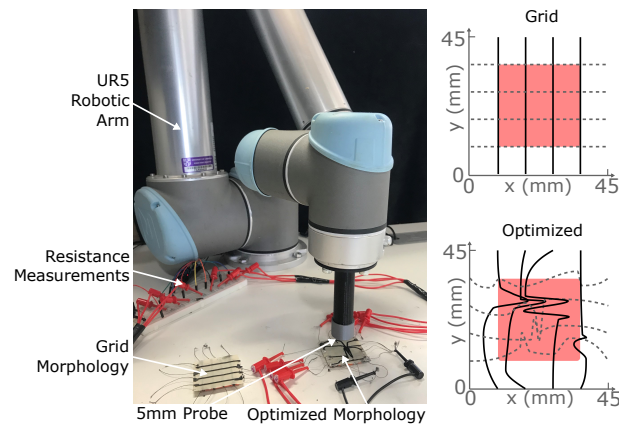 UR5
Robotic
Arm
Resistance
Measurements
Grid
Morphology
5mm Probe
Optimized Morphology
Grid
45
y (mm)
0
x (mm)
45
Optimized
45
y (mm)
0
x (mm)
45